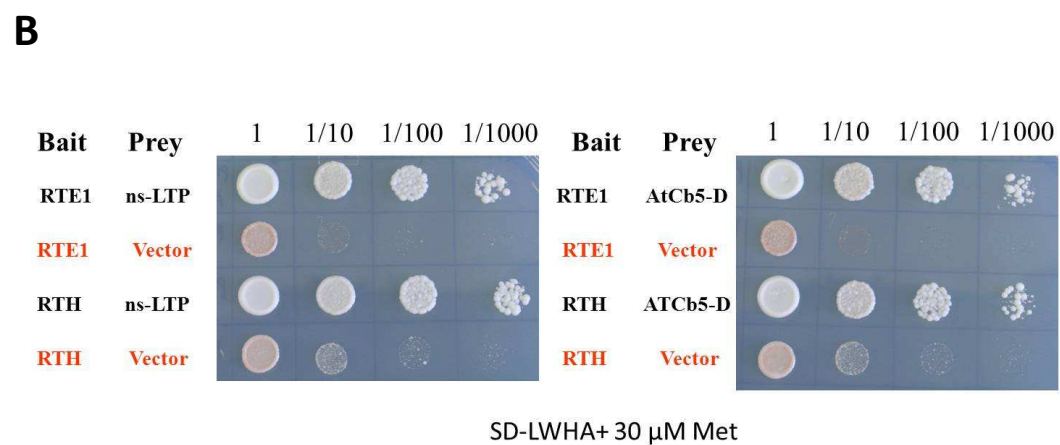 B
Bait Prey 1 1/10 1/100 1/1000 Bait Prey 1 1/10 1/100 1/1000
RTE1 ns-LTP RTE1 AtCb5-D
RTE1 Vector RTE1 Vector
RTH ns-LTP RTH ATCb5-D
RTH Vector RTH Vector
SD-LWHA+ 30 µM Met